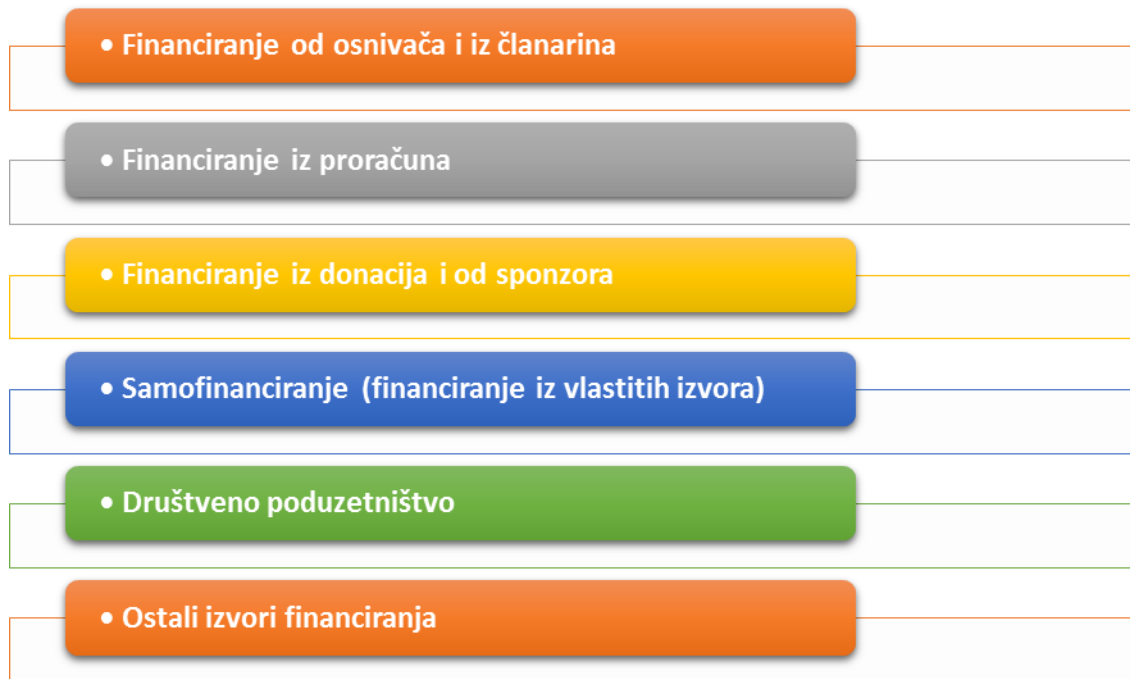 • Financiranje od osnivača i iz članarina
• Financiranje iz proračuna
• Financiranje iz donacija i od sponzora
• Samofinanciranje (financiranje iz vlastitih izvora)
• Društveno poduzetništvo
• Ostali izvori financiranja